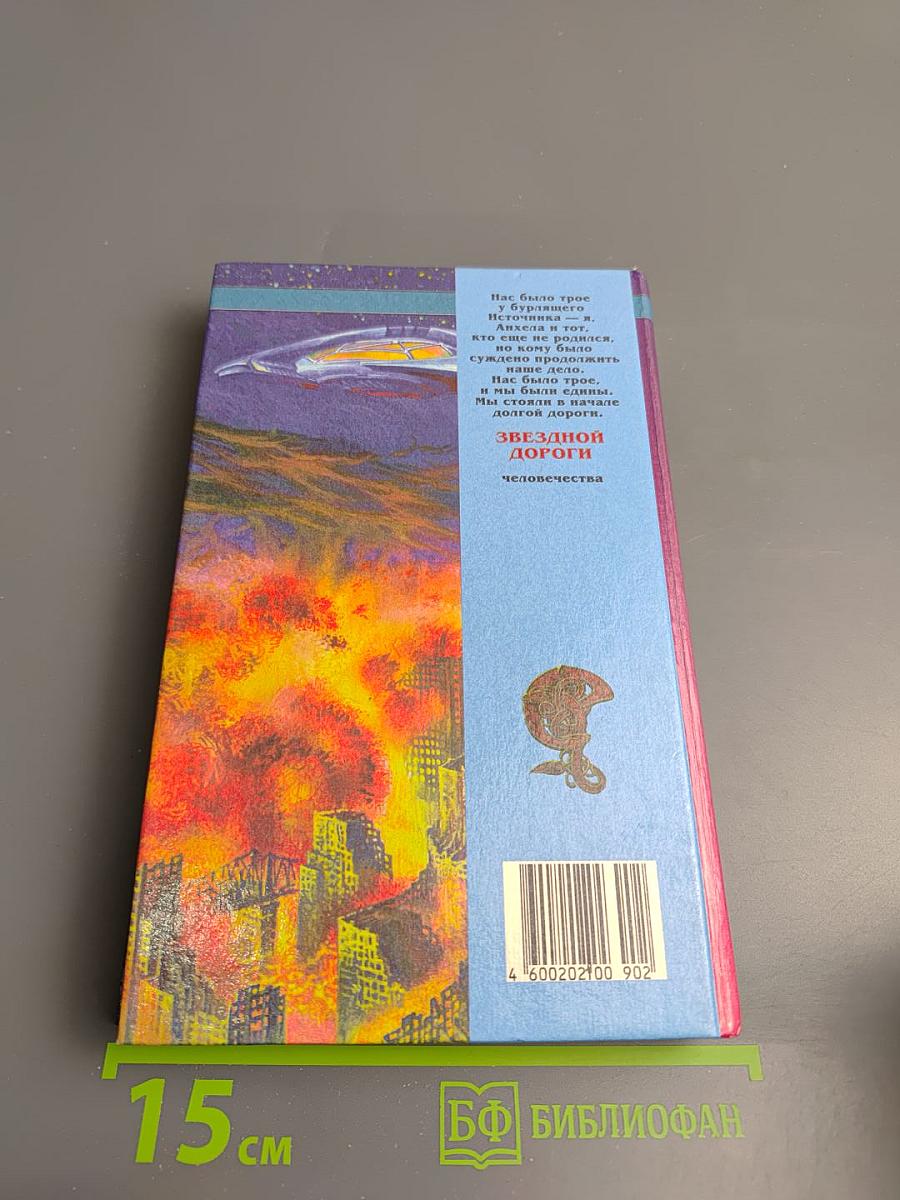 Нас было трое
у бурлящего
Источника — я,
Анхела и тот,
кто еще не родился,
но кому было
суждено продолжить
наше дело.
Нас было трое,
и мы были едины.
Мы стояли в начале
долгой дороги.
ЗВЕЗДНОЙ
ДОРОГИ
человечества
4 600202 00 902
15 см
БФ БИБЛИОФАН